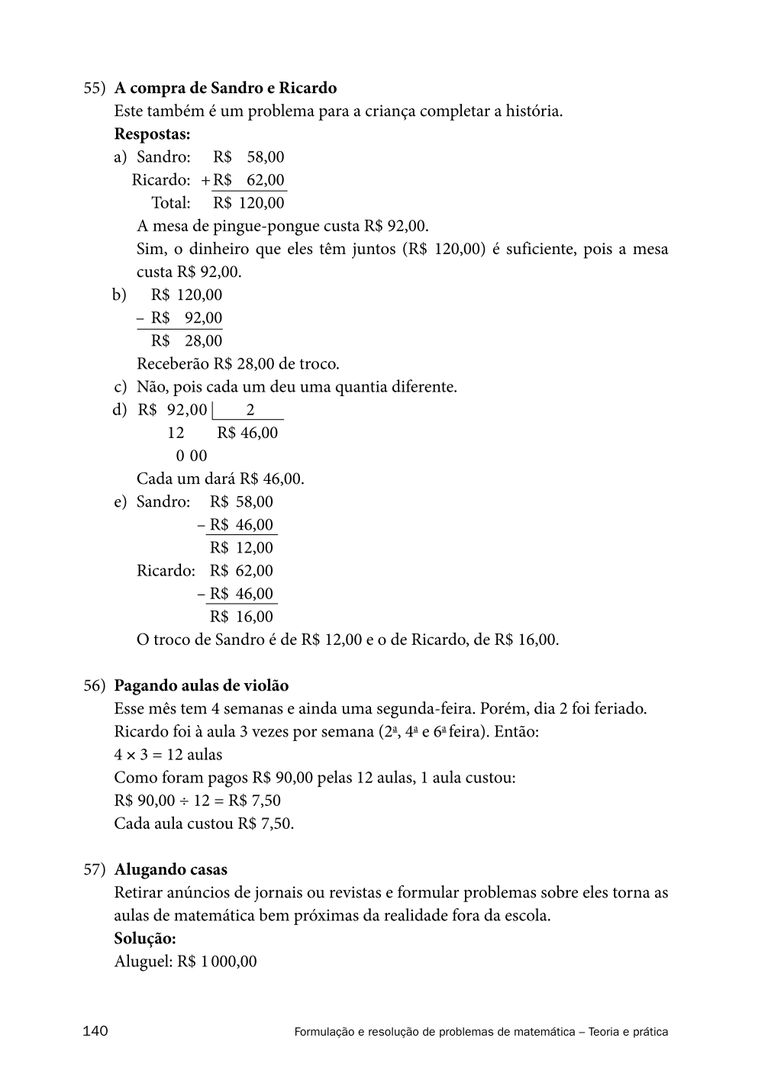 55) A compra de Sandro e Ricardo
Este também é um problema para a criança completar a história.
Respostas:
a) Sandro: R$ 58,00
Ricardo: + R$ 62,00
Total: R$ 120,00
A mesa de pingue-pongue custa R$ 92,00.
Sim, o dinheiro que eles têm juntos (R$ 120,00) é suficiente, pois a mesa
custa R$ 92,00.
b) R$ 120,00
– R$ 92,00
R$ 28,00
Receberão R$ 28,00 de troco.
c) Não, pois cada um deu uma quantia diferente.
d) R$ 92,00 2
12 R$ 46,00
0 00
Cada um dará R$ 46,00.
e) Sandro: R$ 58,00
– R$ 46,00
R$ 12,00
Ricardo: R$ 62,00
– R$ 46,00
R$ 16,00
O troco de Sandro é de R$ 12,00 e o de Ricardo, de R$ 16,00.
56) Pagando aulas de violão
Esse mês tem 4 semanas e ainda uma segunda-feira. Porém, dia 2 foi feriado.
Ricardo foi à aula 3 vezes por semana (2ª, 4ª e 6ª feira). Então:
4 × 3 = 12 aulas
Como foram pagos R$ 90,00 pelas 12 aulas, 1 aula custou:
R$ 90,00 ÷ 12 = R$ 7,50
Cada aula custou R$ 7,50.
57) Alugando casas
Retirar anúncios de jornais ou revistas e formular problemas sobre eles torna as
aulas de matemática bem próximas da realidade fora da escola.
Solução:
Aluguel: R$ 1 000,00
140 Formulação e resolução de problemas de matemática – Teoria e prática